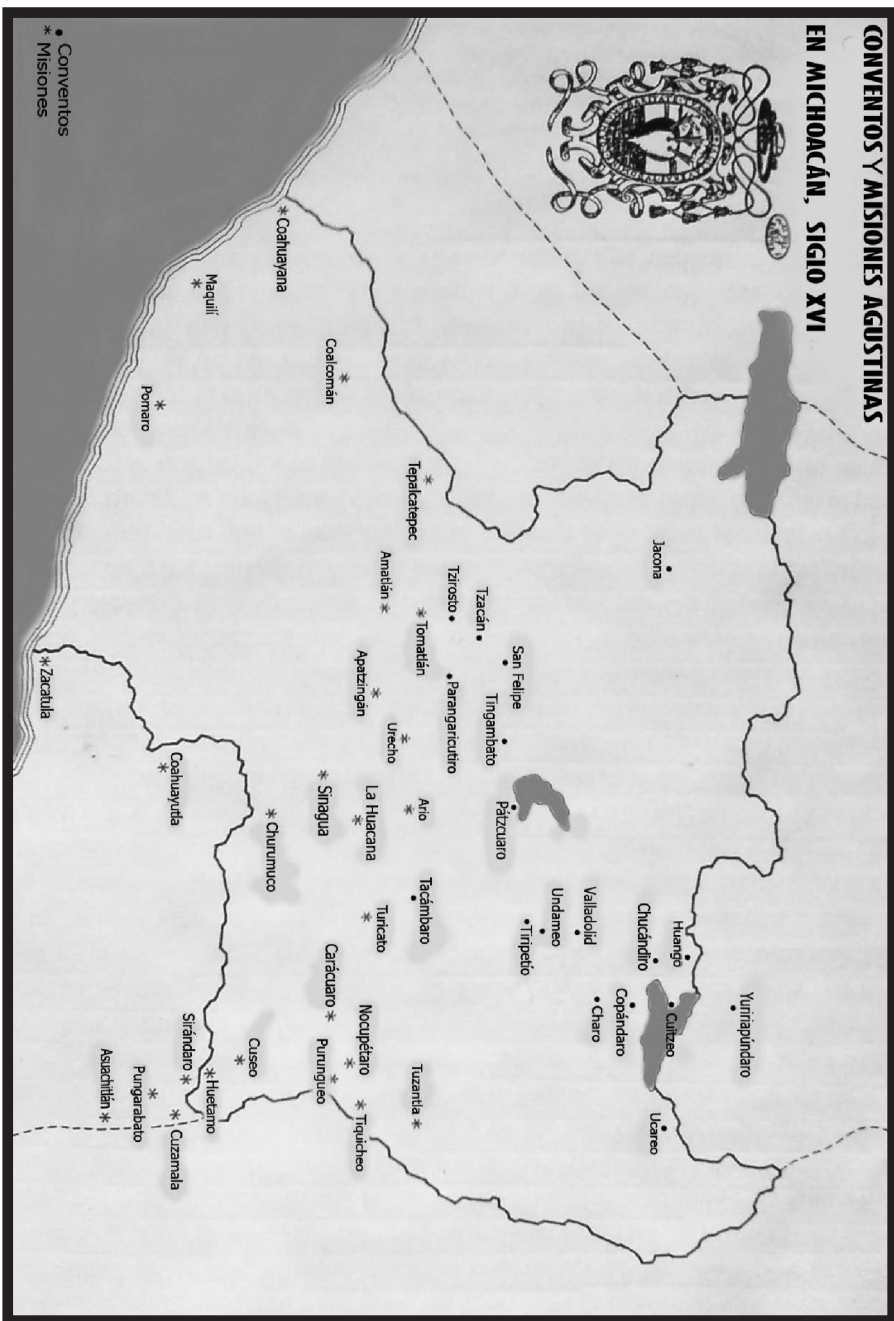 CONVENTOS Y MISIONES AGUSTINAS
EN MICHOACÁN, SIGLO XVI
Yuririapúndaro
Huango
Cuitzeo
Chucándiro
Jacona
Ucareo
Copándaro
Valladolid
Charo
Undameo
Tiripetío
San Felipe
Tingambato
Pátzcuaro
Tzacán
Tzirosto
Parangaricutiro
Tepalcatepec
Tomatlán
Ario
Tacámbaro
Tuzantla
Amatlán
Urecho
Apatzingán
La Huacana
Turicato
Nocupétaro
Tiquicheo
Coalcomán
Sinagua
Carácuaro
Purungueo
Coahuayana
Churumuco
Cuseo
Maquilí
Huetamo
Sirándaro
Pomaro
Coahuayutla
Cuzamala
Pungarabato
Asuachitlán
Zacatula
• Conventos
* Misiones